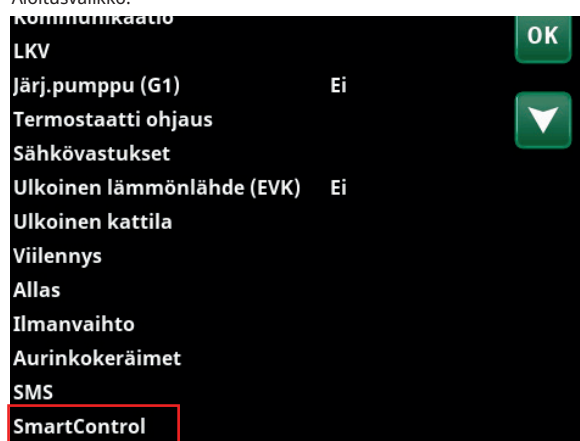 Aloitusvalikko.
Kommunikaatio
OK
LKV
Järj.pumppu (G1) Ei
Termostaatti ohjaus
Sähkövastukset
Ulkoinen lämmönlähde (EVK) Ei
Ulkoinen kattila
Viilennys
Allas
Ilmanvaihto
Aurinkokeräimet
SMS
SmartControl